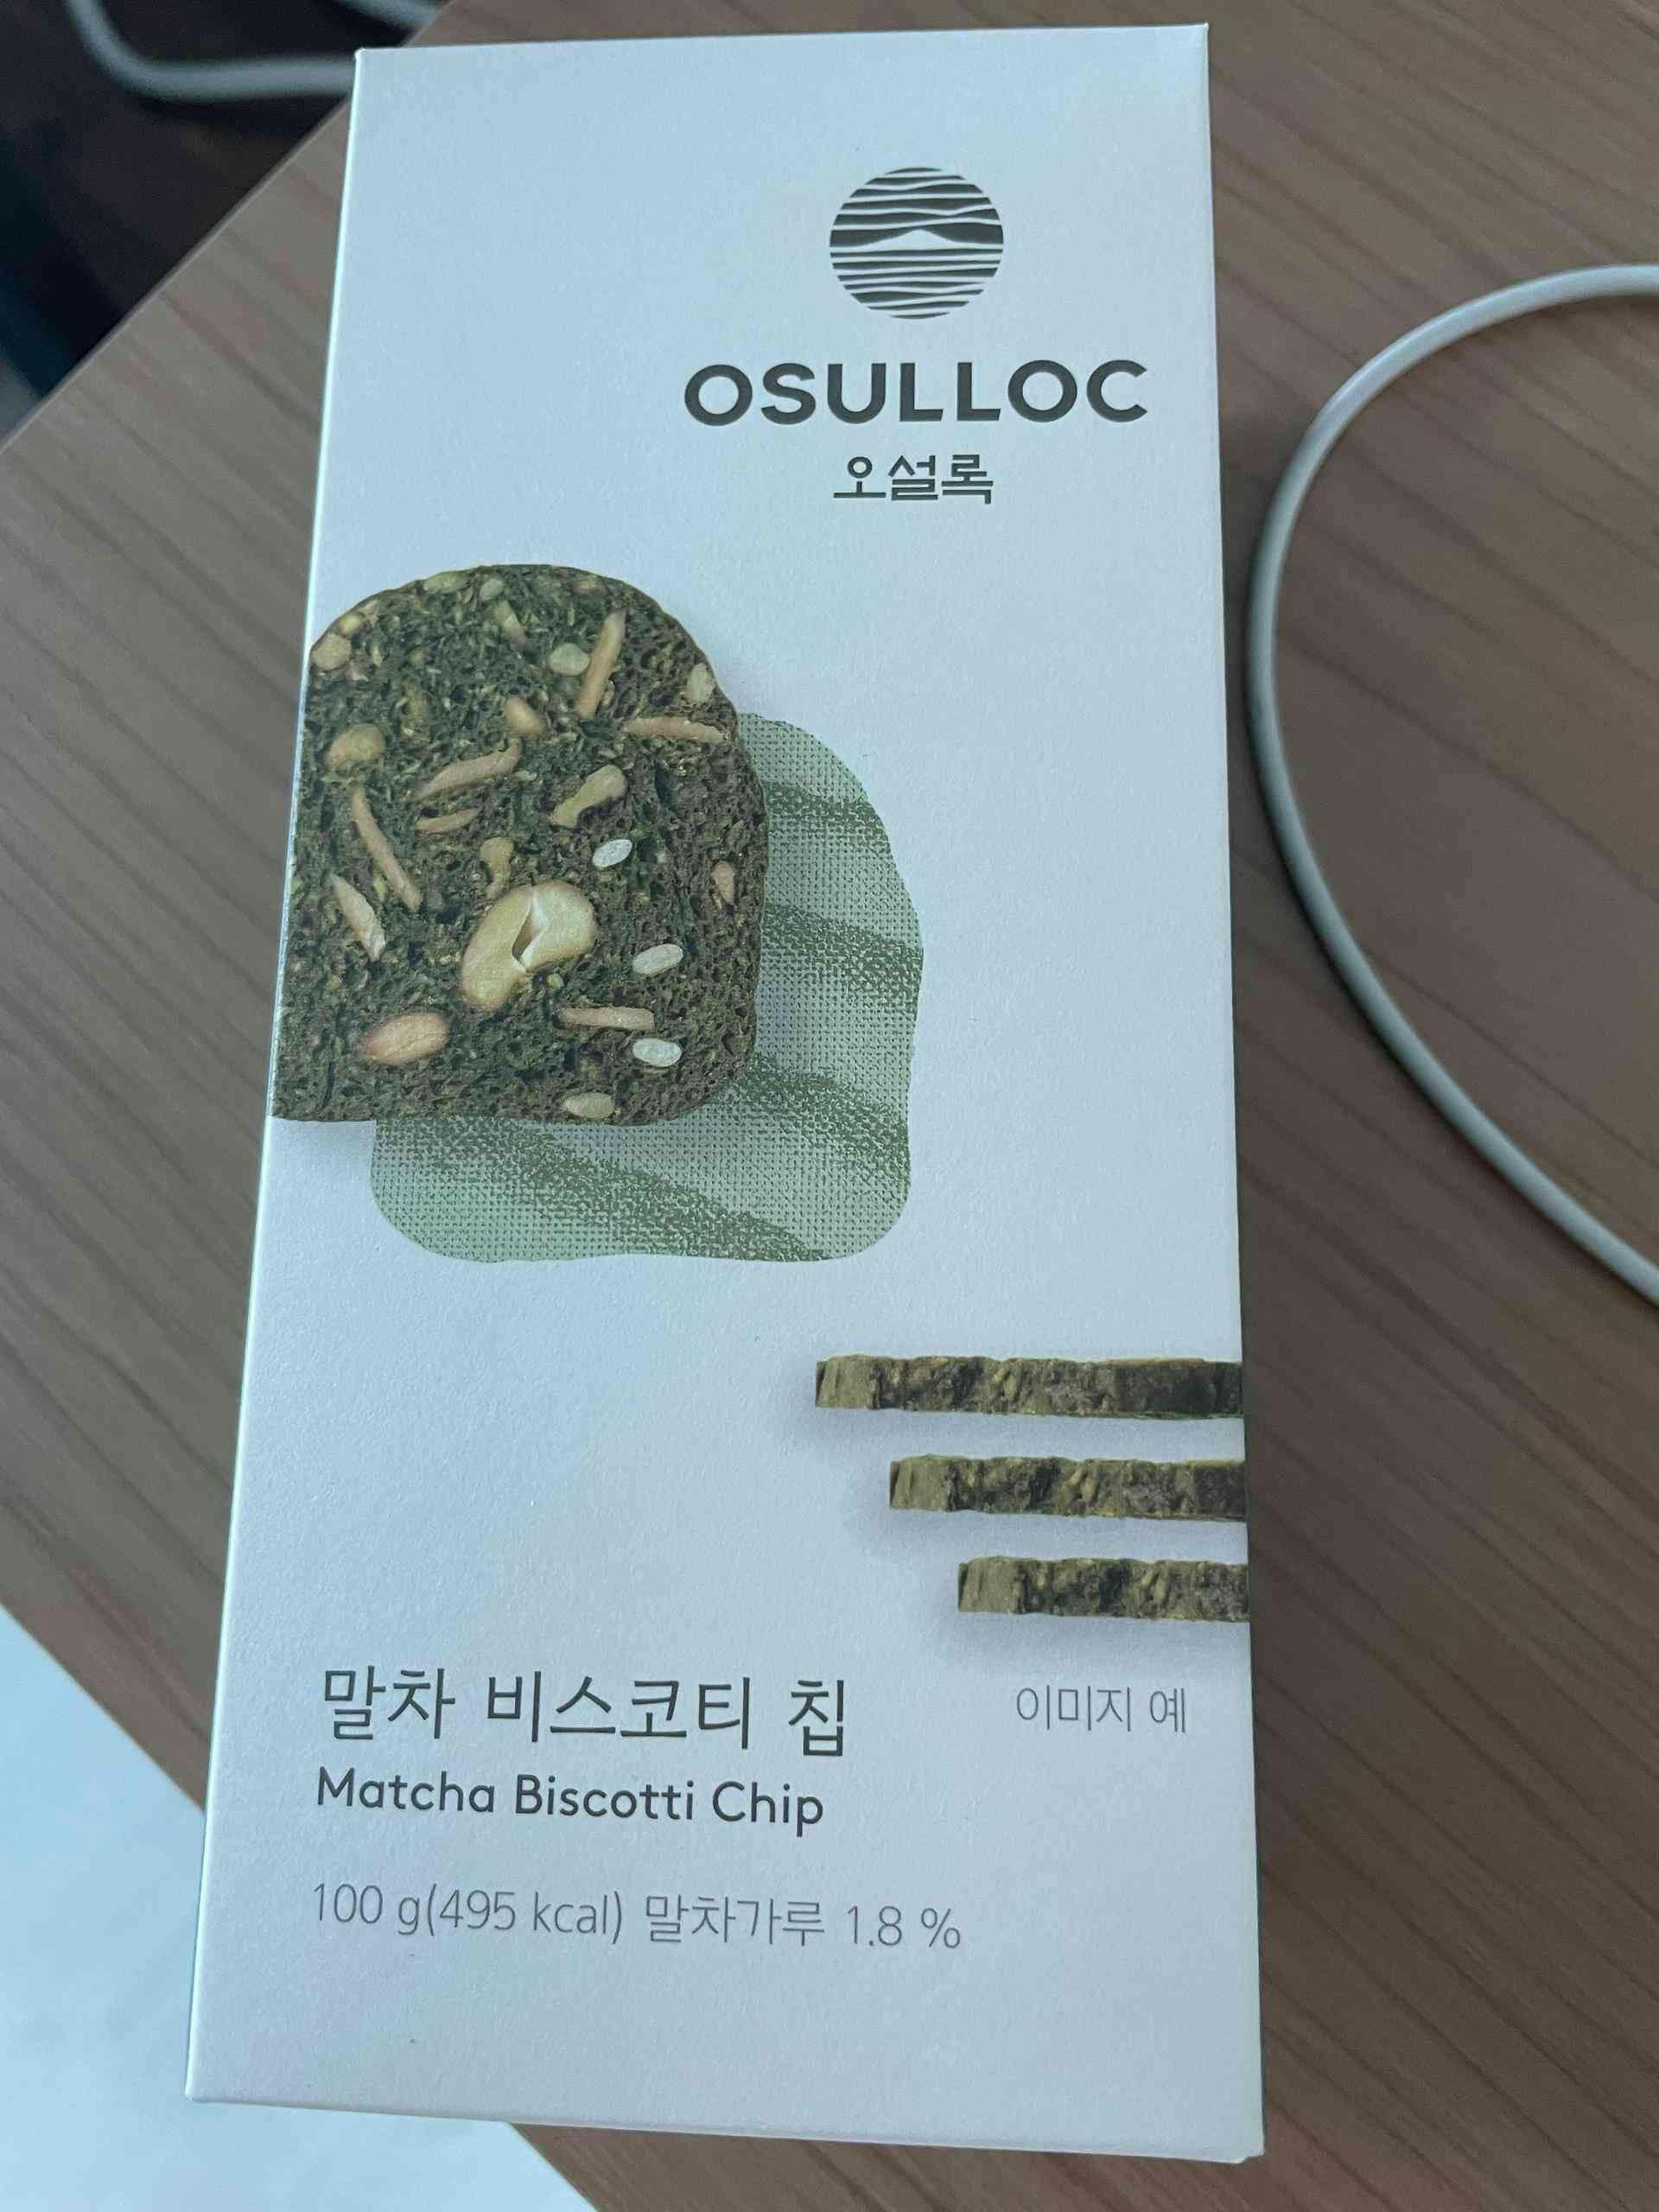 OSULLOC
오설록
말차 비스코티 칩
이미지 예
Matcha Biscotti Chip
100 g(495 kcal) 말차가루 1.8 %